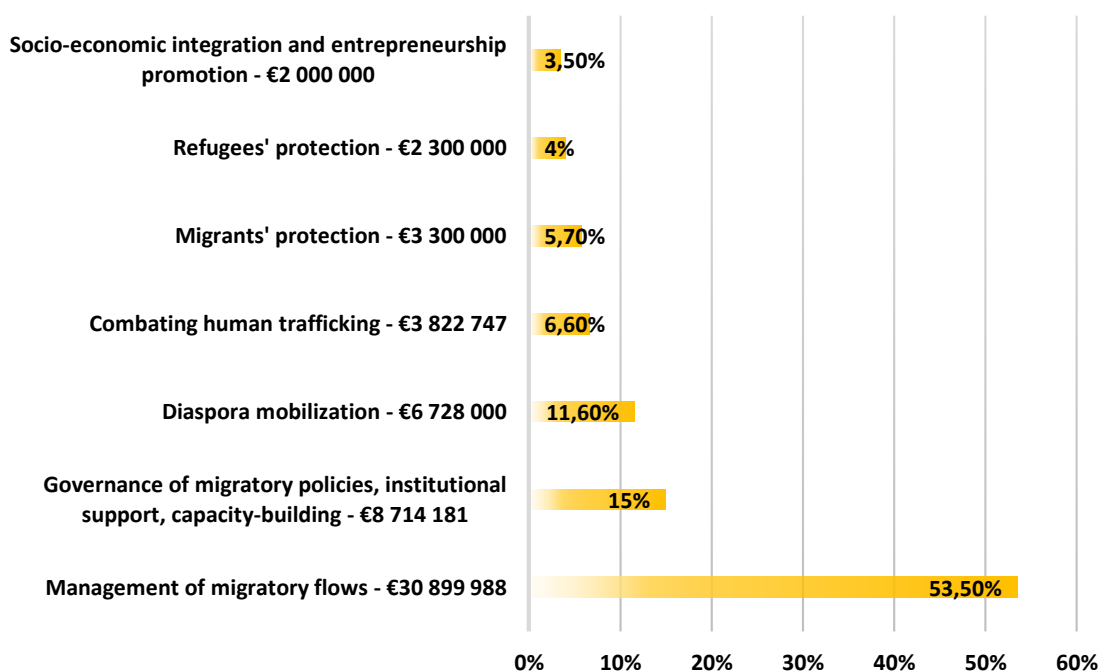 Socio-economic integration and entrepreneurship
promotion - €2 000 000
3,50%
Refugees' protection - €2 300 000
4%
Migrants' protection - €3 300 000
5,70%
Combating human trafficking - €3 822 747
6,60%
Diaspora mobilization - €6 728 000
11,60%
Governance of migratory policies, institutional
support, capacity-building - €8 714 181
15%
Management of migratory flows - €30 899 988
53,50%
0% 10% 20% 30% 40% 50% 60%